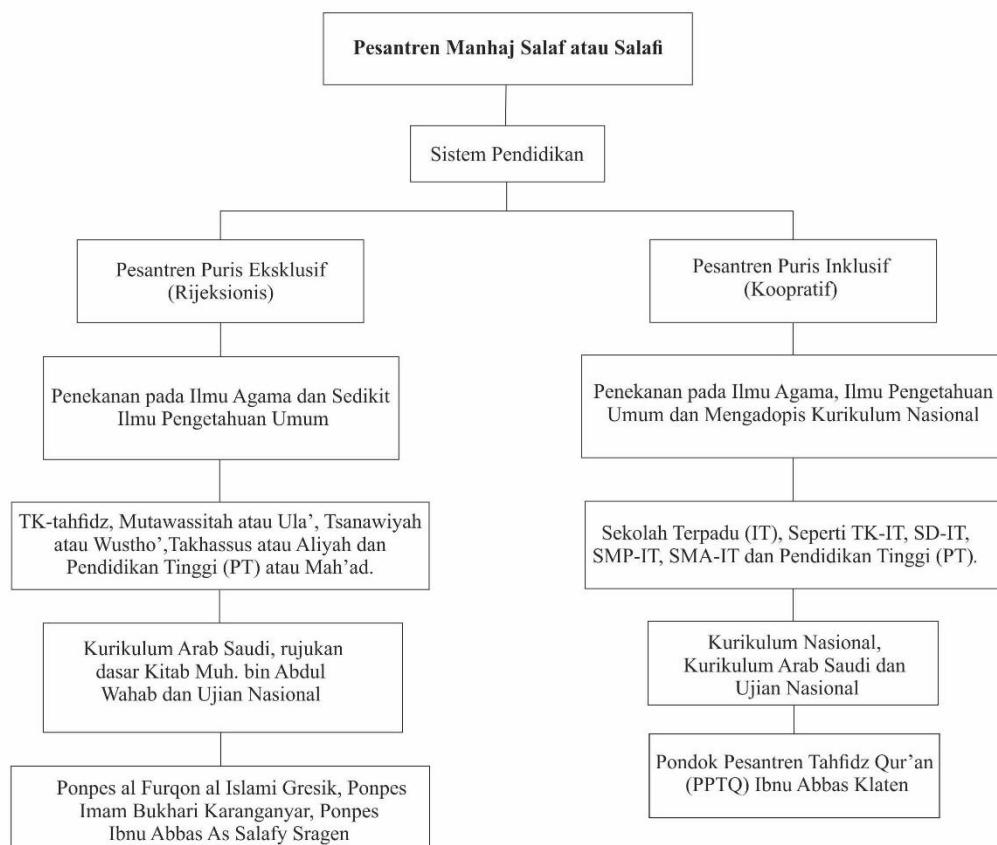 Pesantren Manhaj Salaf atau Salafi
Sistem Pendidikan
Pesantren Puris Eksklusif
(Rijeksionis)
Penekanan pada Ilmu Agama dan Sedikit
Ilmu Pengetahuan Umum
TK-tahfidz, Mutawassitah atau Ula’, Tsanawiyah
atau Wustho’,Takhassus atau Aliyah dan
Pendidikan Tinggi (PT) atau Mah’ad.
Kurikulum Arab Saudi, rujukan
dasar Kitab Muh. bin Abdul
Wahab dan Ujian Nasional
Ponpes al Furqon al Islami Gresik, Ponpes
Imam Bukhari Karanganyar, Ponpes
Ibnu Abbas As Salafy Sragen
Pesantren Puris Inklusif
(Koopratif)
Penekanan pada Ilmu Agama, Ilmu Pengetahuan
Umum dan Mengadopis Kurikulum Nasional
Sekolah Terpadu (IT), Seperti TK-IT, SD-IT,
SMP-IT, SMA-IT dan Pendidikan Tinggi (PT).
Kurikulum Nasional,
Kurikulum Arab Saudi dan
Ujian Nasional
Pondok Pesantren Tahfidz Qur’an
(PPTQ) Ibnu Abbas Klaten